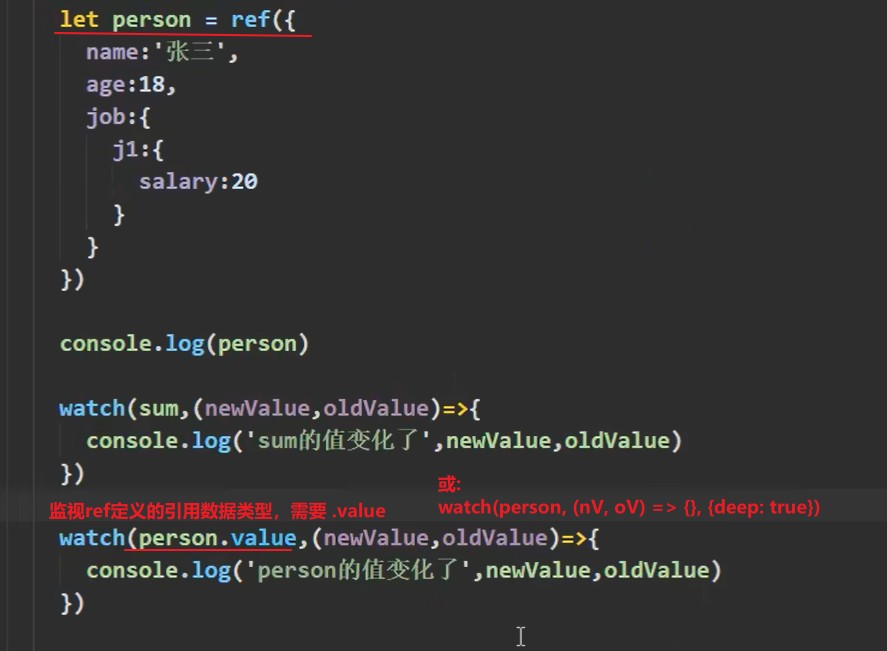 let person = ref({
name:'张三',
age:18,
job:{
j1:{
salary:20
}
}
})
console.log(person)
watch(sum,(newValue,oldValue)=>{
console.log('sum的值变化了',newValue,oldValue)
})
或:
监视ref定义的引用数据类型，需要 .value
watch(person, (nV, oV) => {}, {deep: true})
watch(person.value,(newValue,oldValue)=>{
console.log('person的值变化了',newValue,oldValue)
})